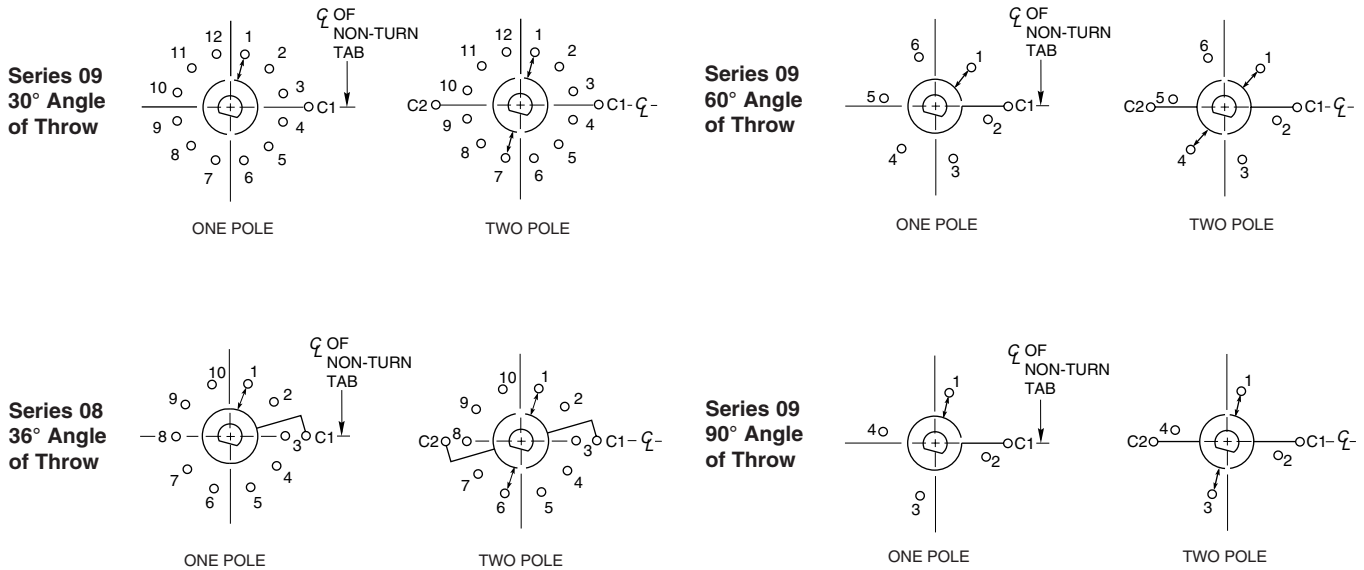 Series 09
30° Angle
of Throw
12 1
11 2
10 3
C1
9 4
8 5
7 6
ONE POLE
℄ OF
NON-TURN
TAB
12 1
11 2
10 3
C2 C1-℄-
9 4
8 5
7 6
TWO POLE
Series 09
60° Angle
of Throw
6 1
5 C1
2
4 3
ONE POLE
℄ OF
NON-TURN
TAB
6 1
C2 5 C1-℄-
2
4 3
TWO POLE
Series 08
36° Angle
of Throw
10 1
9 2
8 3 C1
7 4
6 5
ONE POLE
℄ OF
NON-TURN
TAB
10 1
9 2
C2 8 3 C1-℄-
7 4
6 5
TWO POLE
Series 09
90° Angle
of Throw
1
4 C1
2
3
ONE POLE
℄ OF
NON-TURN
TAB
1
4
C2 C1-℄-
2
3
TWO POLE